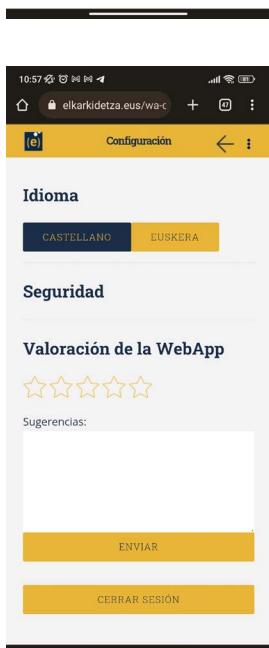 10:57
elkarkidetza.eus/wa-c
47
(e)
Configuración
Idioma
CASTELLANO EUSKERA
Seguridad
Valoración de la WebApp
Sugerencias:
ENVIAR
CERRAR SESIÓN